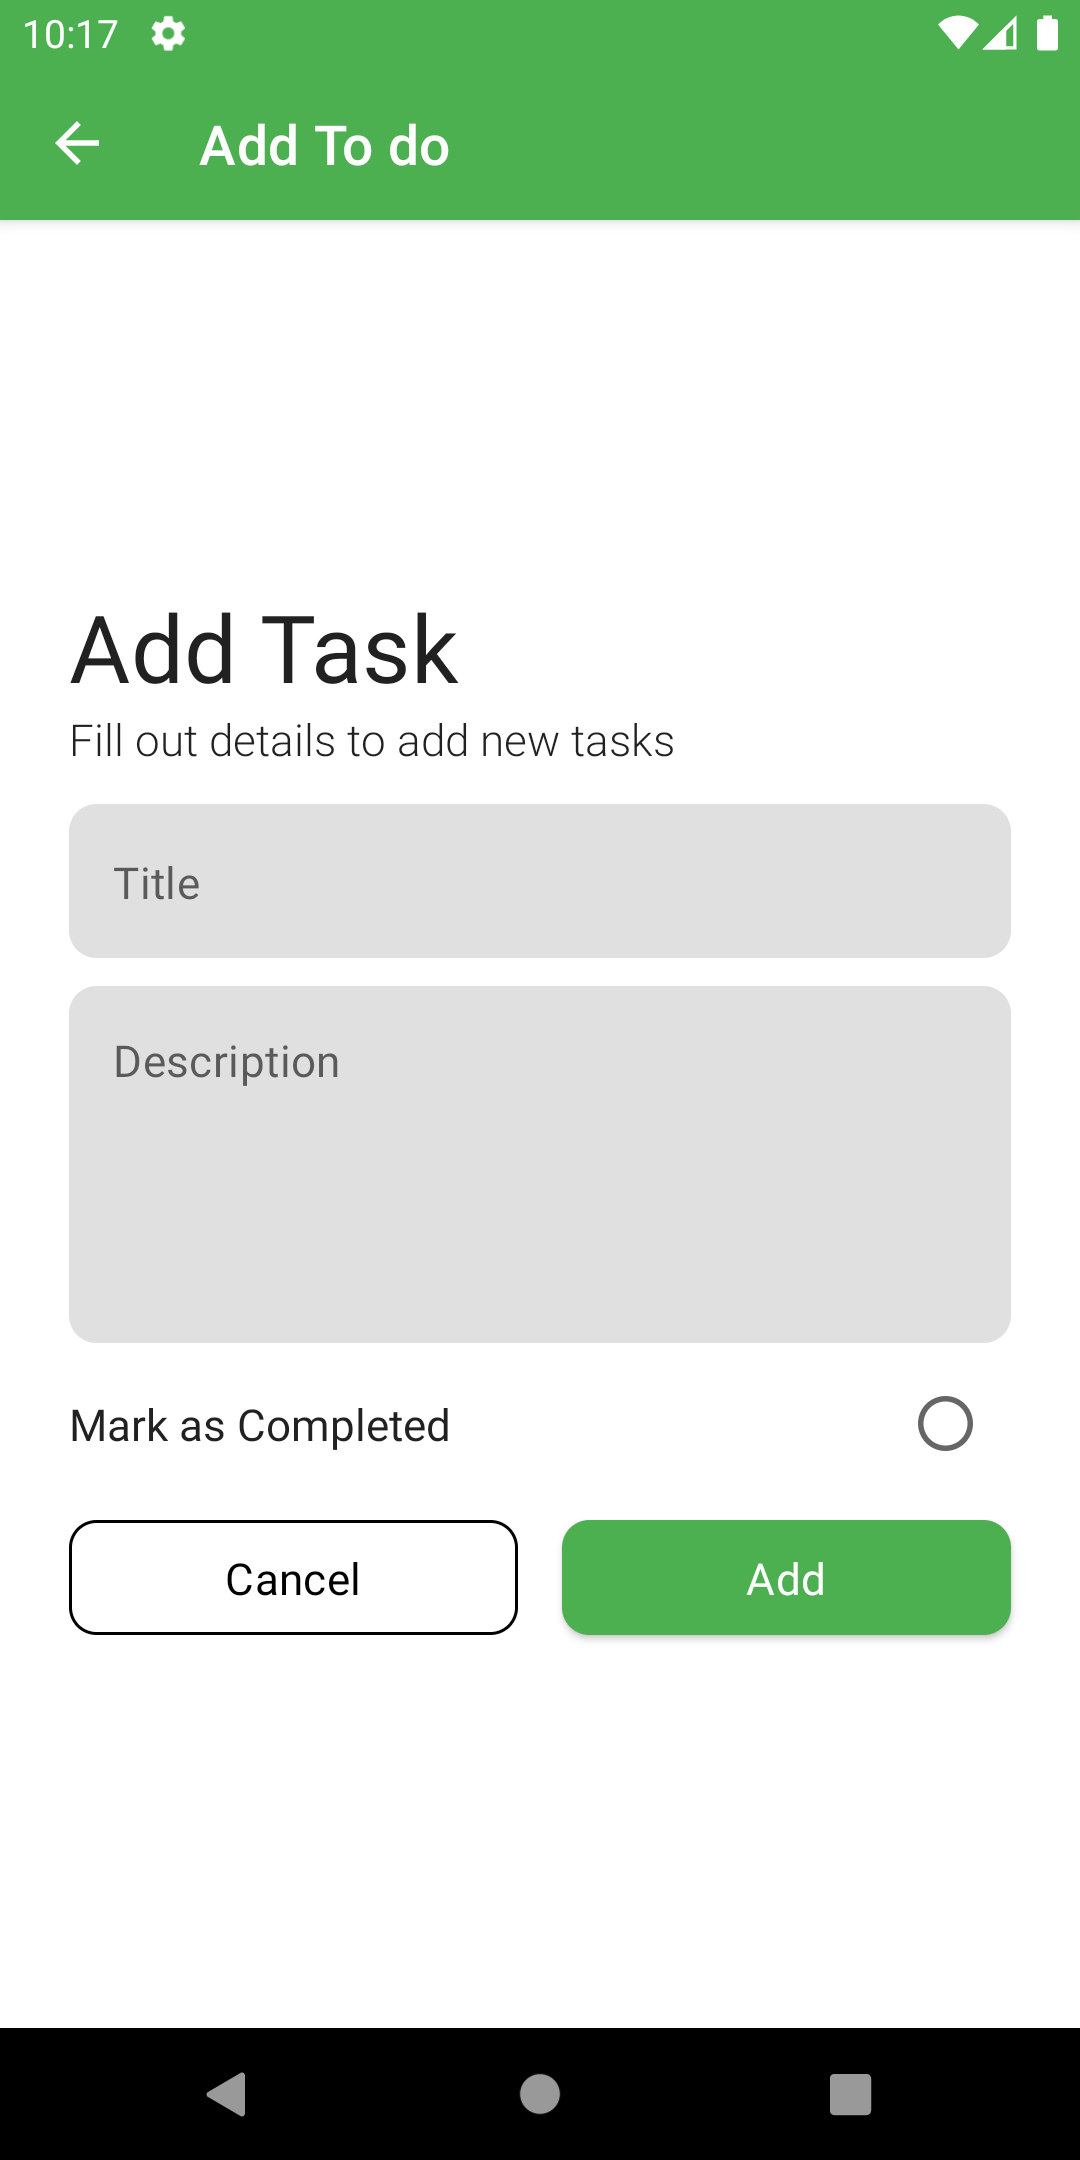 10:17
Add To do
Add Task
Fill out details to add new tasks
Title
Description
Mark as Completed
Cancel
Add